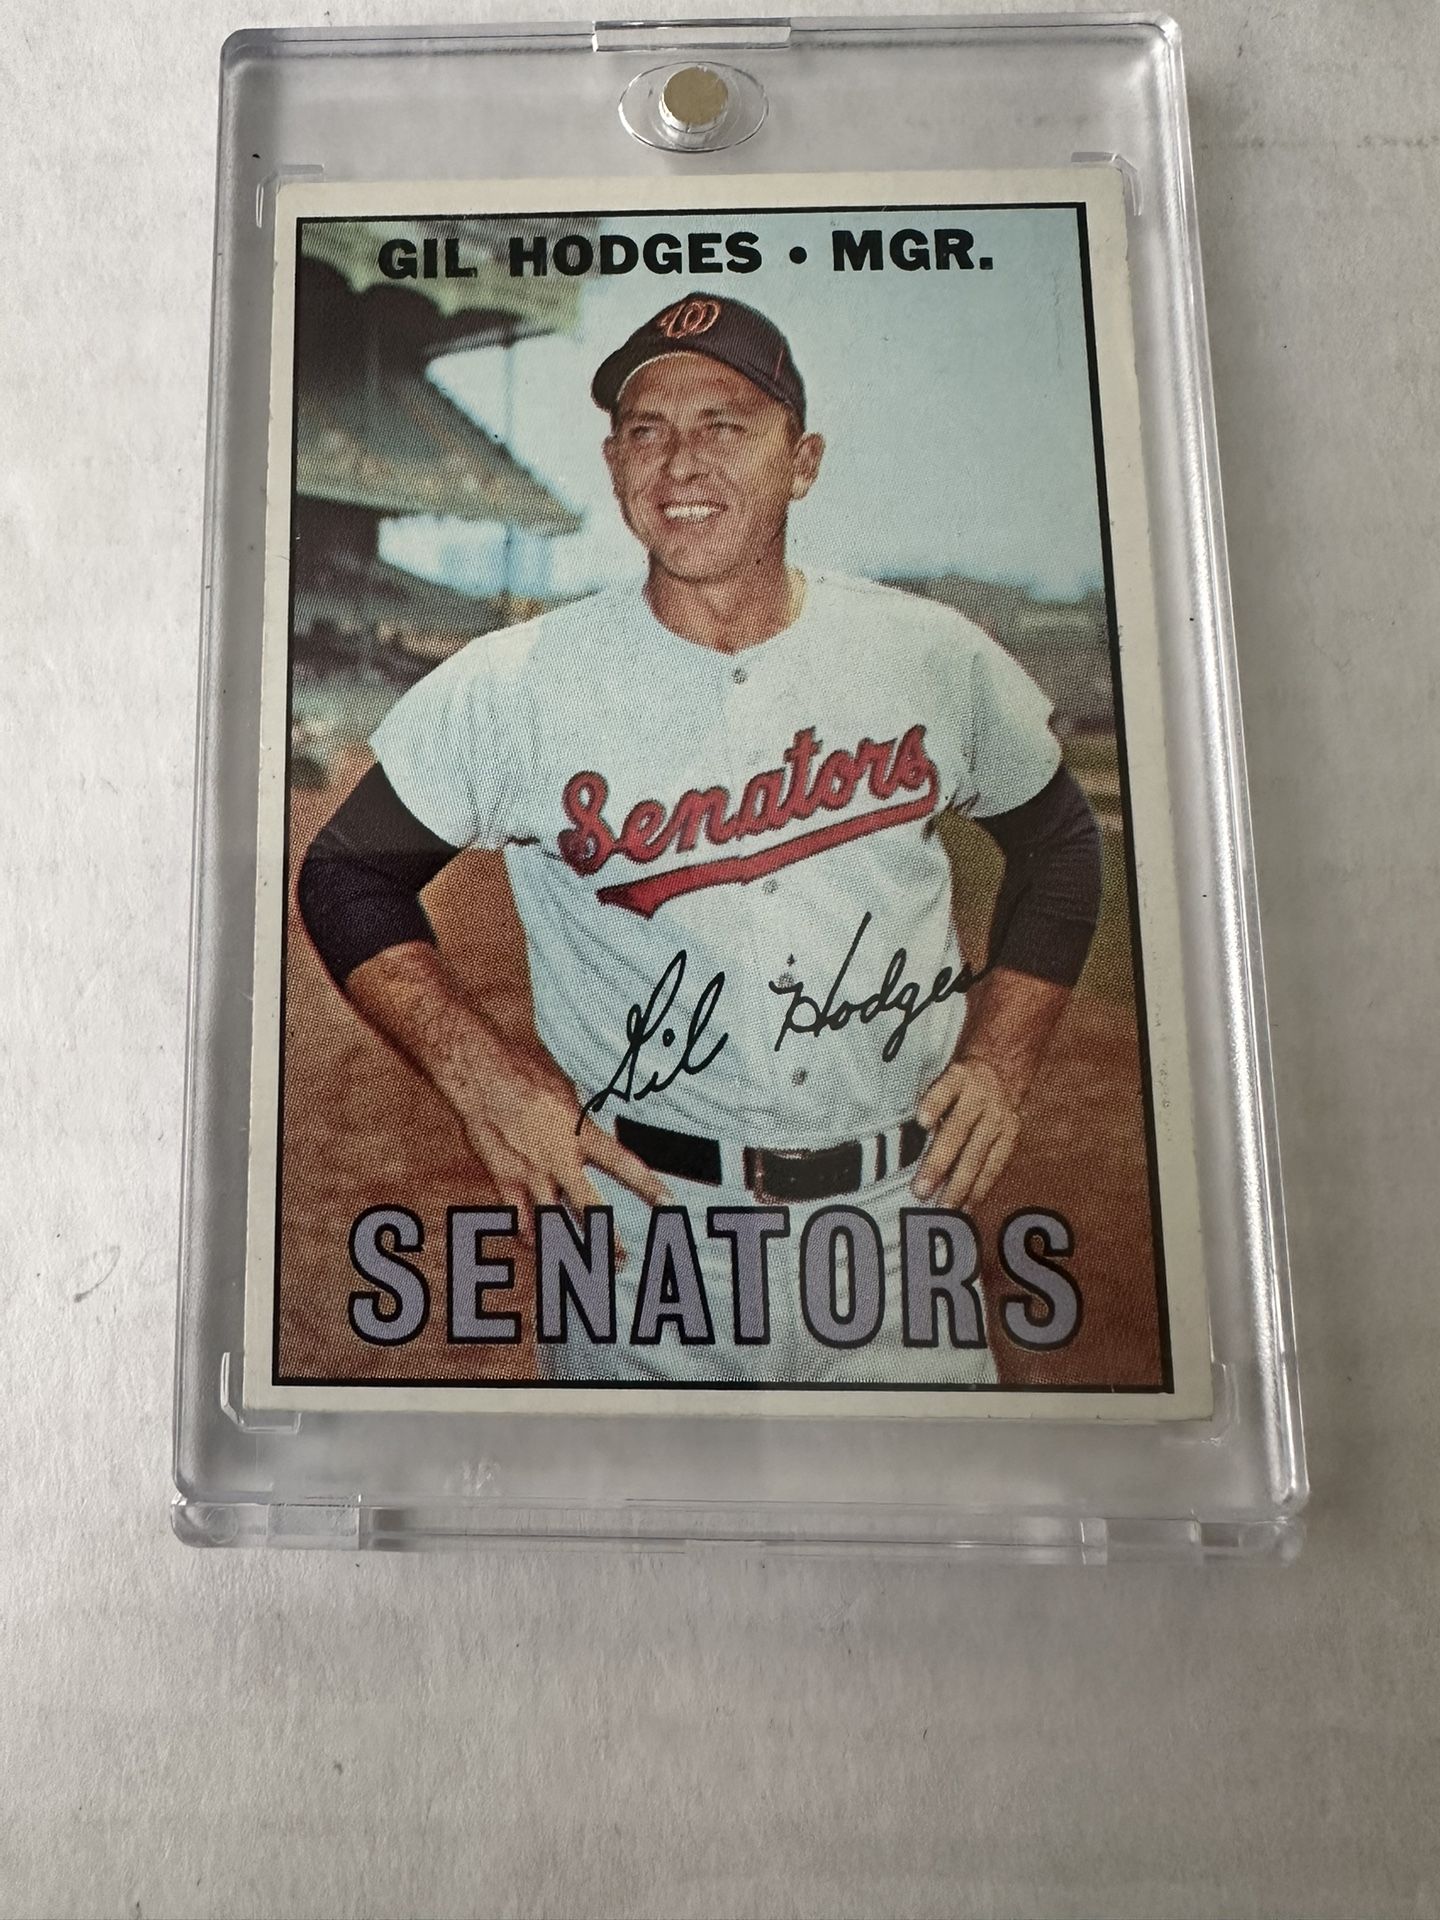 GIL HODGES • MGR.
W
Senators
Gil Hodges
SENATORS